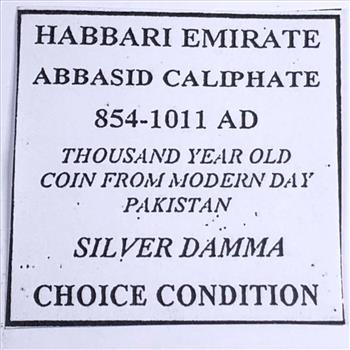 HABBARI EMIRATE
ABBASID CALIPHATE
854-1011 AD
THOUSAND YEAR OLD
COIN FROM MODERN DAY
PAKISTAN
SILVER DAMMA
CHOICE CONDITION